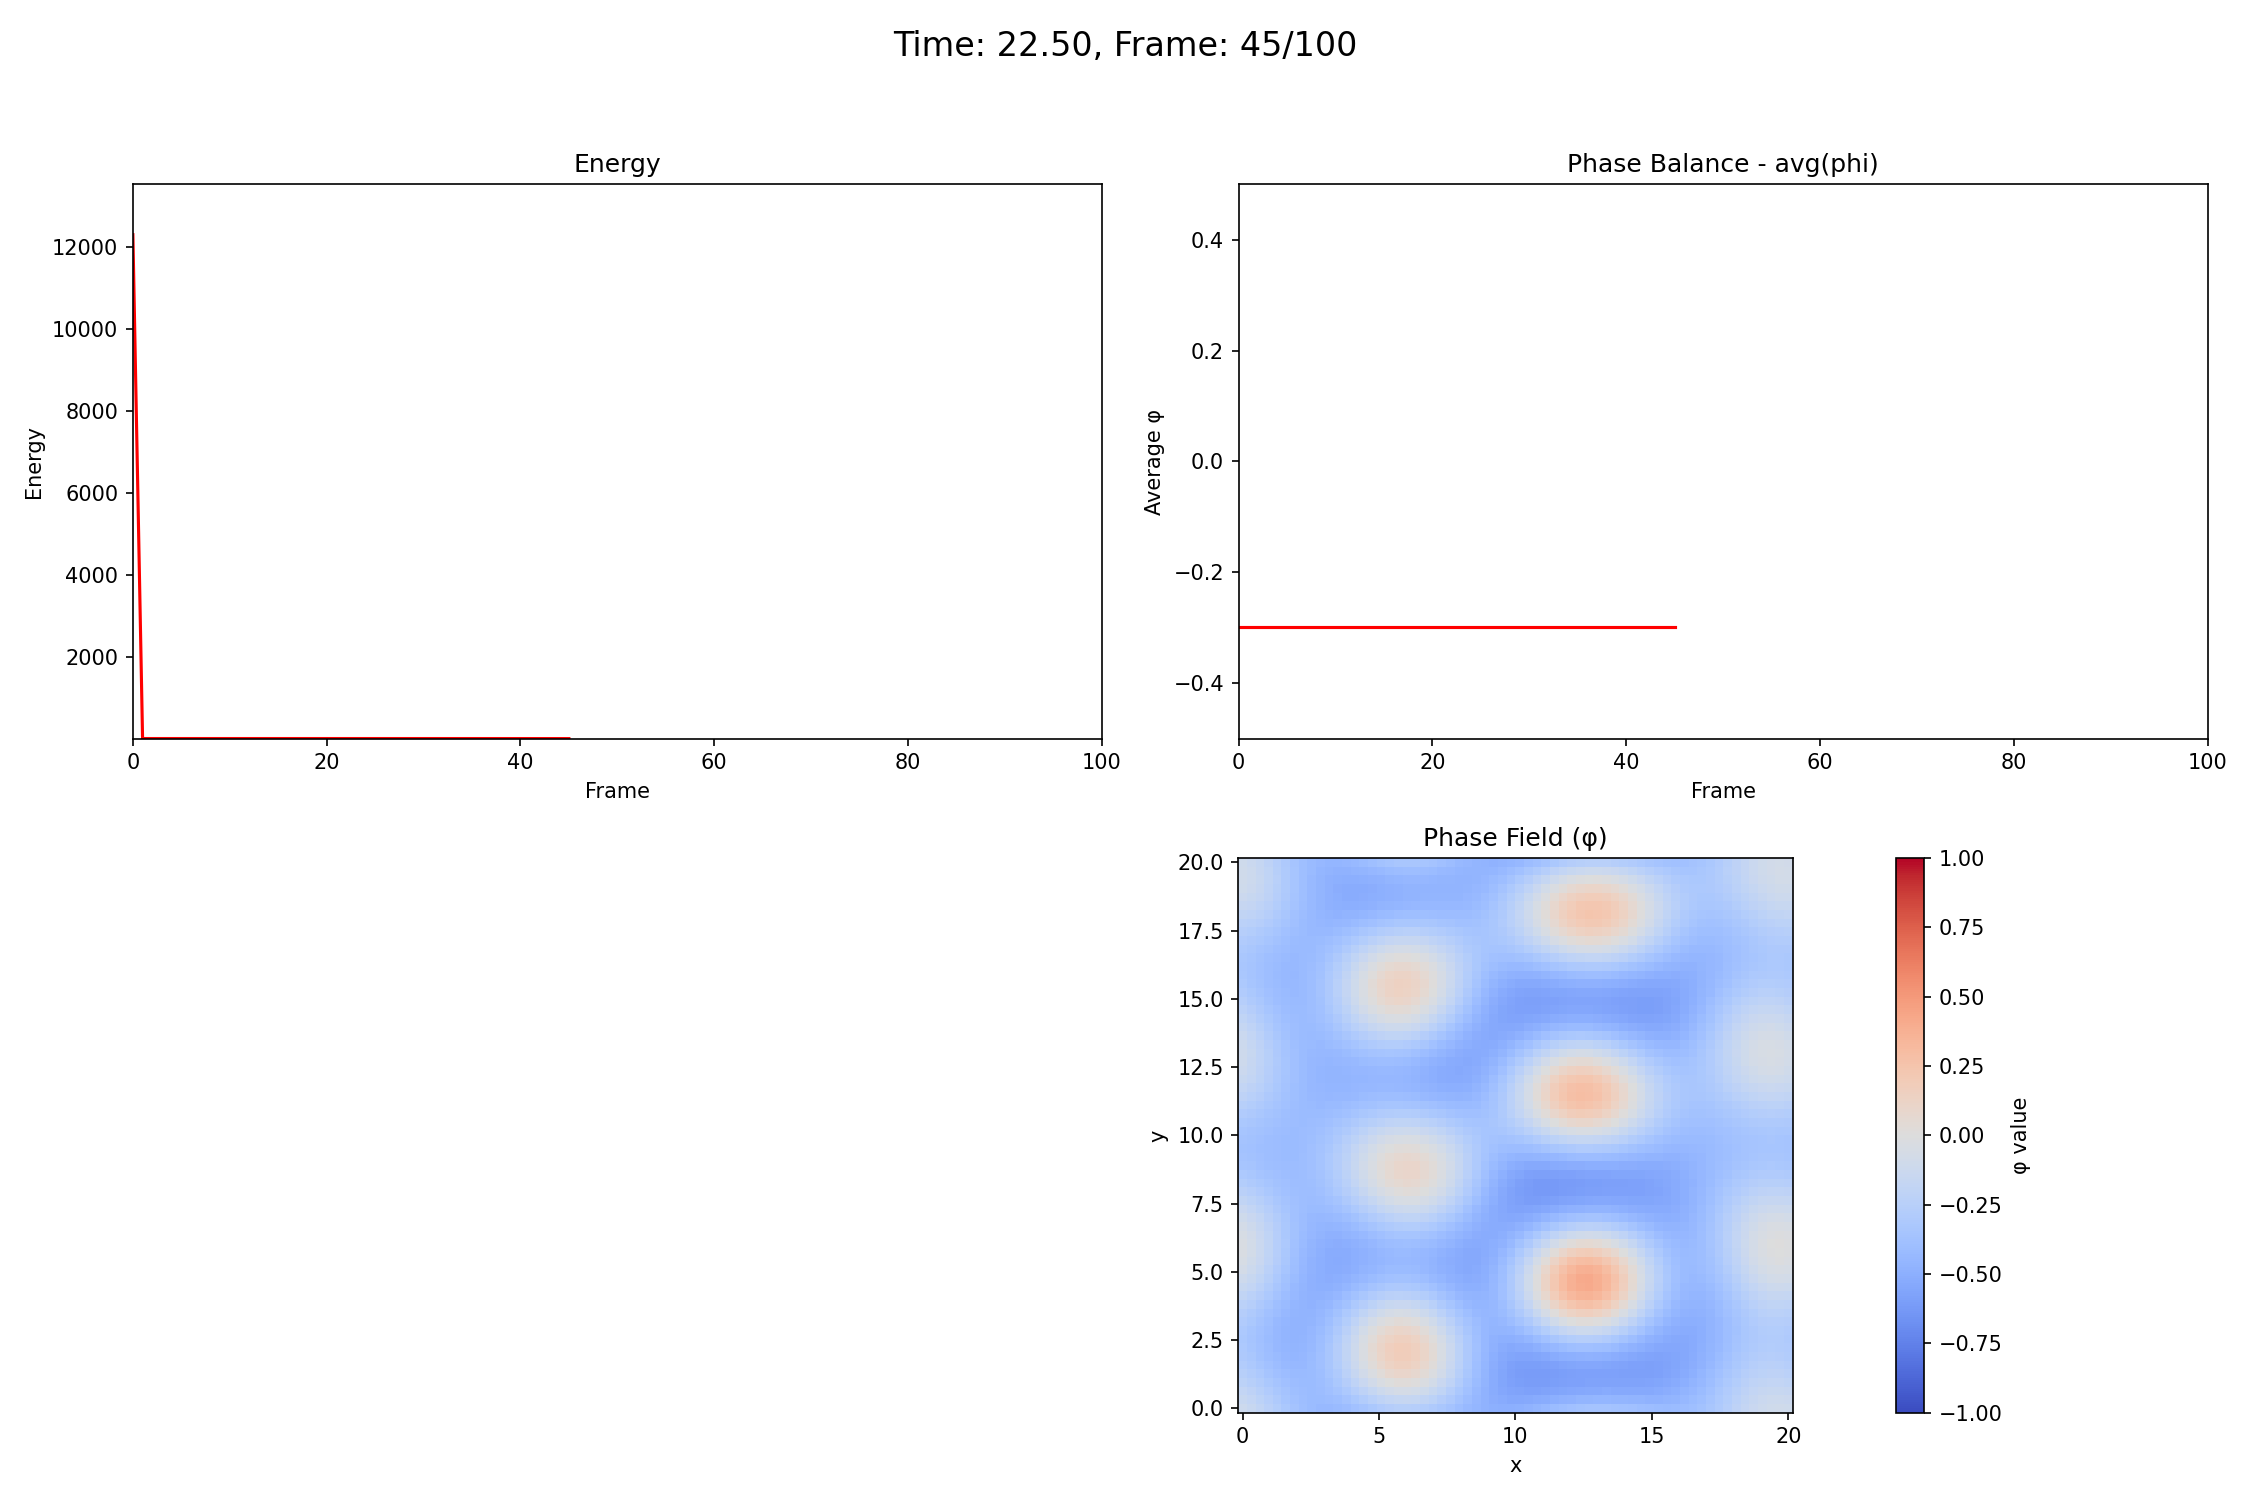 Time: 22.50, Frame: 45/100
Energy
12000
10000
8000
6000
4000
2000
Energy
0 20 40 60 80 100
Frame
Phase Balance - avg(phi)
0.4
0.2
0.0
−0.2
−0.4
Average φ
0 20 40 60 80 100
Frame
Phase Field (φ)
20.0
17.5
15.0
12.5
10.0
7.5
5.0
2.5
0.0
y
0 5 10 15 20
x
1.00
0.75
0.50
0.25
0.00
−0.25
−0.50
−0.75
−1.00
φ value